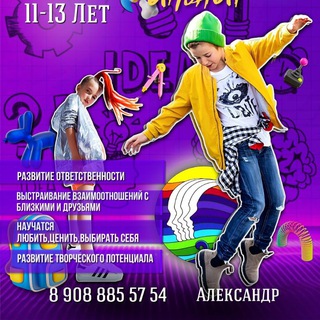 11-13 Лет
РАЗВИТИЕ ОТВЕТСТВЕННОСТИ
ВЫСТРАИВАНИЕ ВЗАИМООТНОШЕНИЙ С
БЛИЗКИМИ И ДРУЗЬЯМИ
НАУЧАТСЯ
ЛЮБИТЬ,ЦЕНИТЬ,ВЫБИРАТЬ СЕБЯ
РАЗВИТИЕ ТВОРЧЕСКОГО ПОТЕНЦИАЛА
8 908 885 57 54
АЛЕКСАНДР